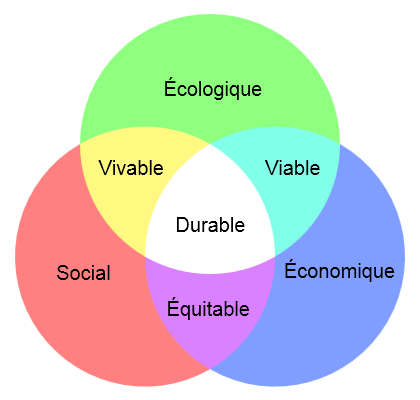 Écologique
Vivable
Viable
Durable
Social
Économique
Équitable